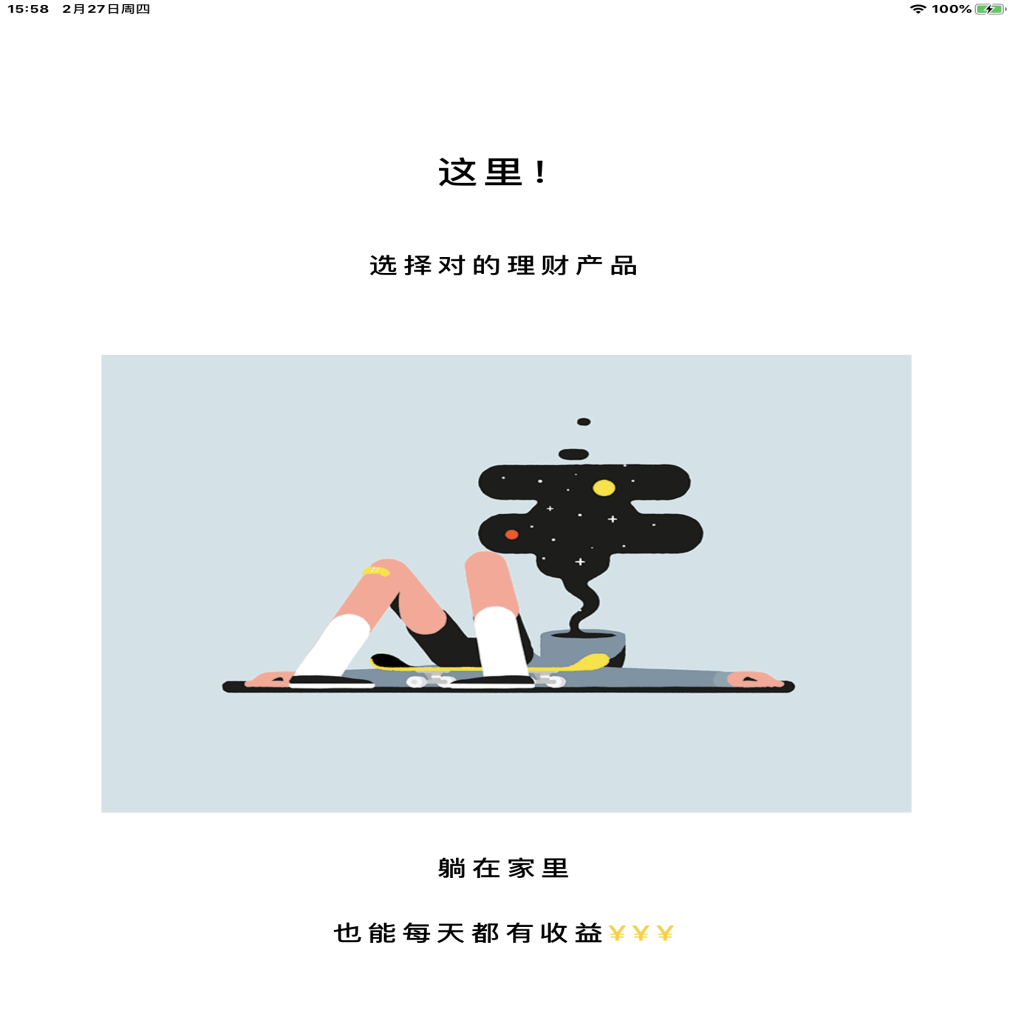 15:58 2月27日周四 100%
这里！
选择对的理财产品
躺在家里
也能每天都有收益¥¥¥